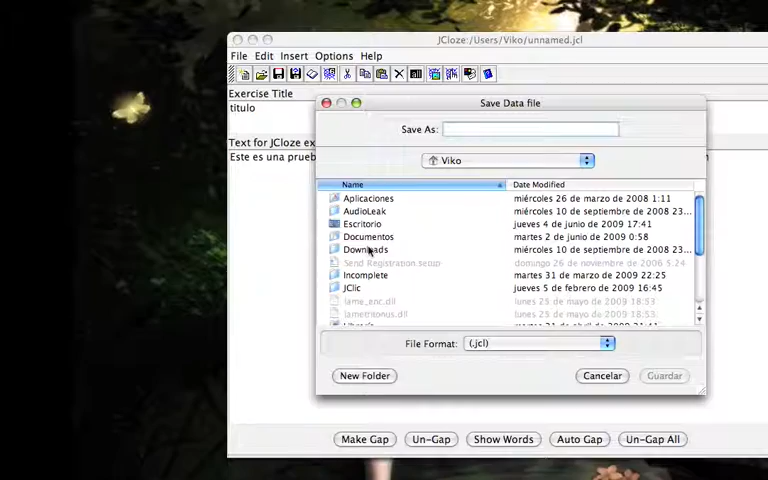 JCloze:/Users/Viko/unnamed.jcl
File Edit Insert Options Help
Exercise Title
titulo
Text for JCloze ex
Este es una prueb
Save Data file
Save As:
Viko
Name Date Modified
Aplicaciones miércoles 26 de marzo de 2008 1:11
AudioLeak miércoles 10 de septiembre de 2008 23...
Escritorio jueves 4 de junio de 2009 17:41
Documentos martes 2 de junio de 2009 0:58
Downloads miércoles 10 de septiembre de 2008 23...
Send Registration.setup domingo 26 de noviembre de 2006 5:24
Incomplete martes 31 de marzo de 2009 22:25
JClic jueves 5 de febrero de 2009 16:45
lame_enc.dll lunes 25 de mayo de 2009 18:53
lametritonus.dll lunes 25 de mayo de 2009 18:53
File Format: (.jcl)
New Folder Cancelar Guardar
Make Gap Un-Gap Show Words Auto Gap Un-Gap All